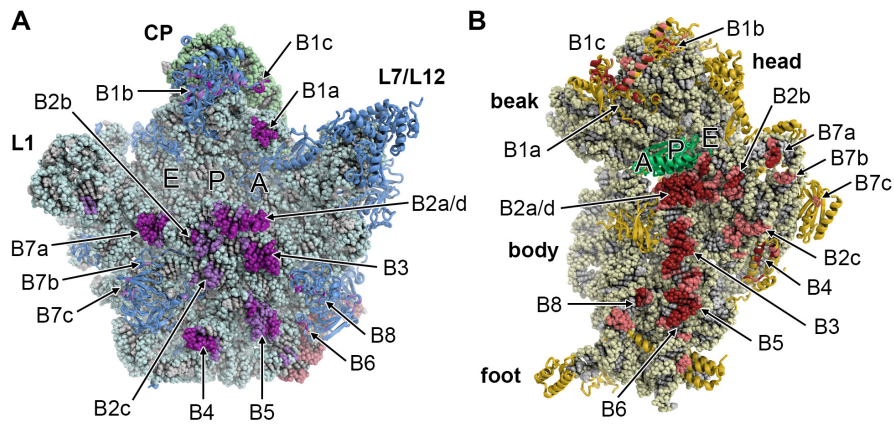 A
CP
B1c
B1b
B1a
L7/L12
B2b
L1
E P A
B2a/d
B7a
B3
B7b
B7c
B8
B6
B2c
B4
B5
B
B1b
B1c
head
beak
B2b
B7a
E
P
A
B1a
B7b
B7c
B2a/d
body
B2c
B4
B8
B3
B5
foot
B6